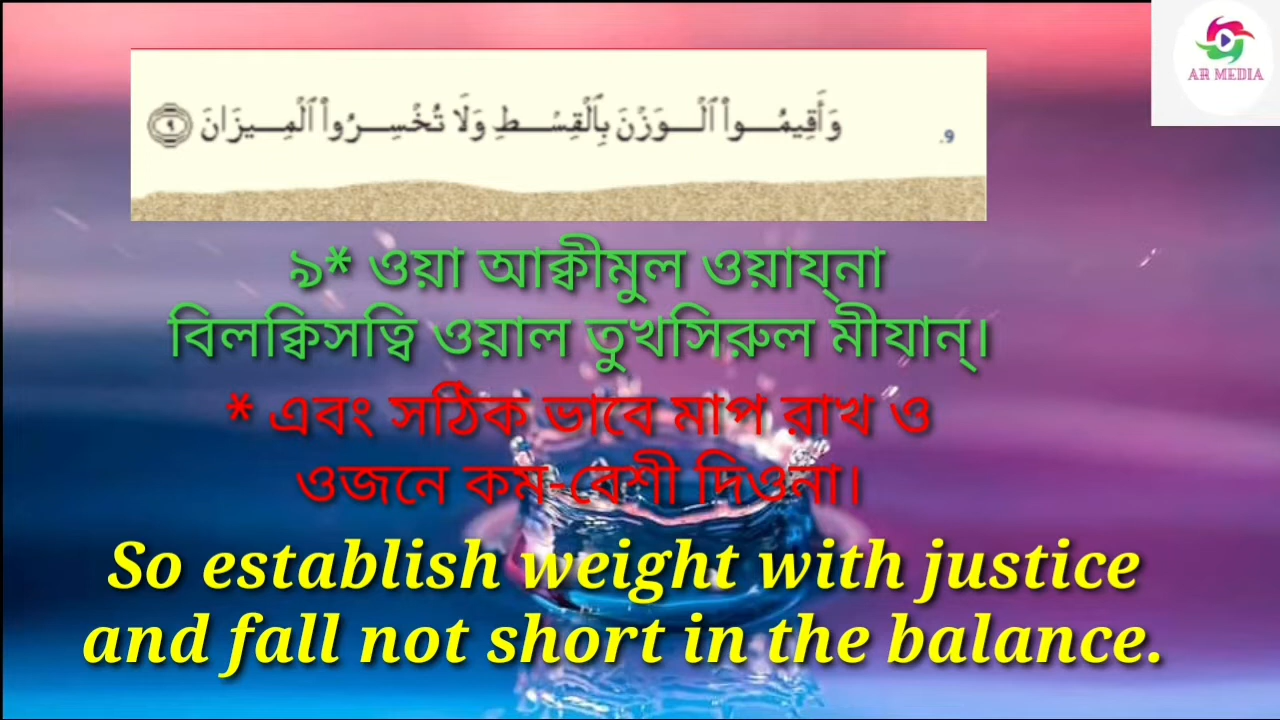 AR MEDIA
وَأَقِيمُوا۟ ٱلْوَزْنَ بِٱلْقِسْطِ وَلَا تُخْسِرُوا۟ ٱلْمِيزَانَ ٩
৯* ওয়া আক্বীমুল ওয়ায্না
বিলক্বিসত্বি ওয়াল তুখসিরুল মীযান্।
* এবং সঠিক ভাবে মাপ রাখ ও
ওজনে কম-বেশী দিওনা।
So establish weight with justice
and fall not short in the balance.